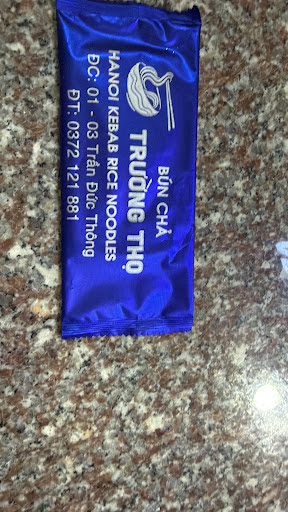 BÚN CHẢ
TRƯỜNG THỌ
HANOI KEBAB RICE NOODLES
ĐC: 01 - 03 Trần Đức Thông
ĐT: 0372 121 881